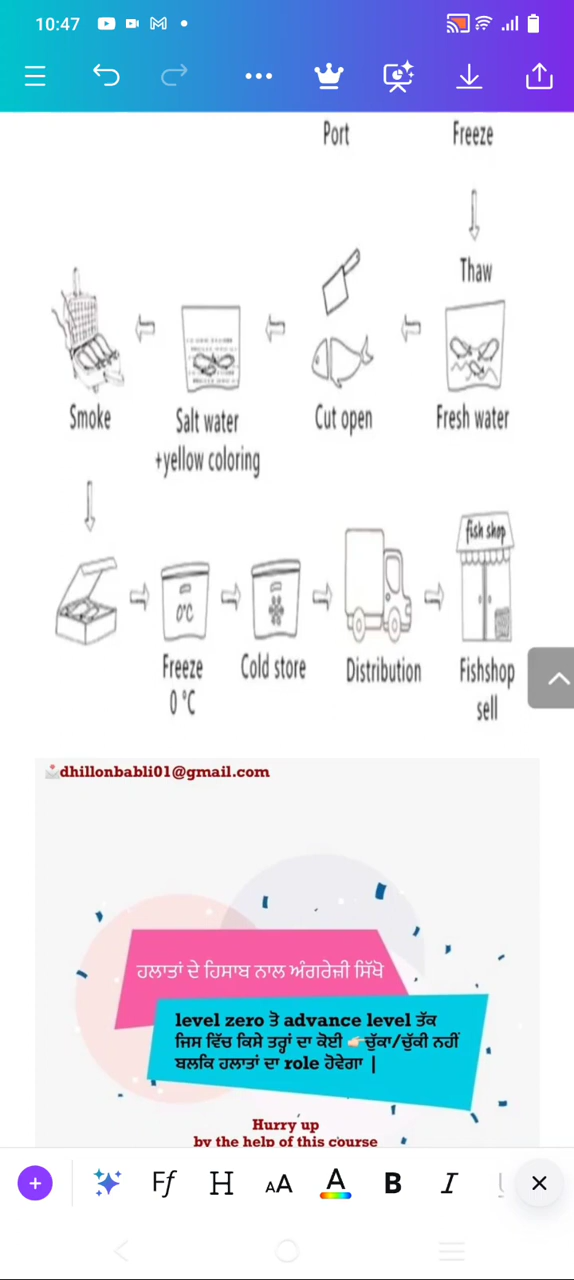 10:47
Port
Freeze
Thaw
Smoke
Salt water
+yellow coloring
Cut open
Fresh water
fish shop
0°C
Freeze
0 °C
Cold store
Distribution
Fishshop
sell
dhillonbabli01@gmail.com
ਹਲਾਤਾਂ ਦੇ ਹਿਸਾਬ ਨਾਲ ਅੰਗਰੇਜ਼ੀ ਸਿੱਖੋ
level zero ਤੋ advance level ਤੱਕ
ਜਿਸ ਵਿੱਚ ਕਿਸੇ ਤਰ੍ਹਾਂ ਦਾ ਕੋਈ 👉🏻ਚੁੱਕਾ/ਚੁੱਕੀ ਨਹੀਂ
ਬਲਕਿ ਹਲਾਤਾਂ ਦਾ role ਹੋਵੇਗਾ |
Hurry up
by the help of this course
Ff H AA A B I U